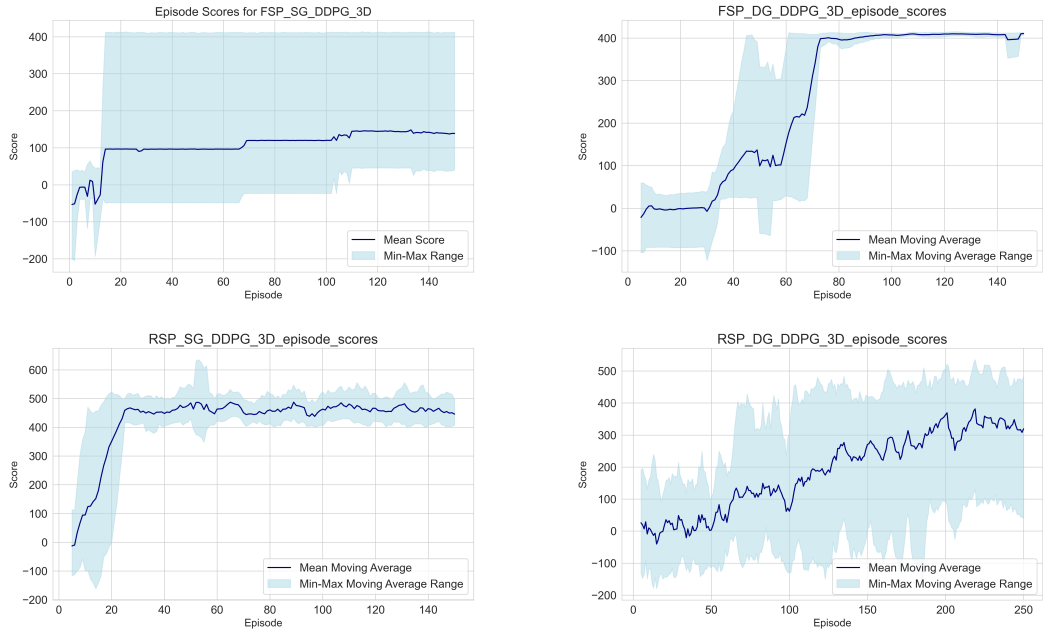 Episode Scores for FSP_SG_DDPG_3D
400
300
200
100
0
−100
−200
Score
0 20 40 60 80 100 120 140
Episode
Mean Score
Min-Max Range
FSP_DG_DDPG_3D_episode_scores
400
300
200
100
0
−100
Score
0 20 40 60 80 100 120 140
Episode
Mean Moving Average
Min-Max Moving Average Range
RSP_SG_DDPG_3D_episode_scores
600
500
400
300
200
100
0
−100
−200
Score
0 20 40 60 80 100 120 140
Episode
Mean Moving Average
Min-Max Moving Average Range
RSP_DG_DDPG_3D_episode_scores
500
400
300
200
100
0
−100
−200
Score
0 50 100 150 200 250
Episode
Mean Moving Average
Min-Max Moving Average Range